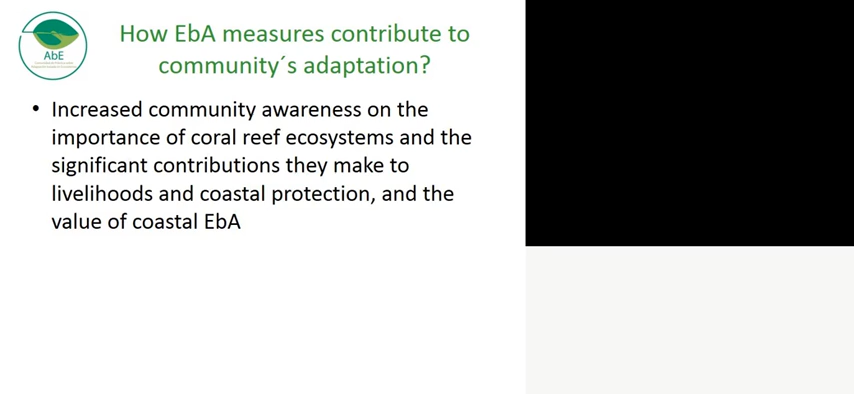 How EbA measures contribute to
community´s adaptation?
AbE
• Increased community awareness on the
importance of coral reef ecosystems and the
significant contributions they make to
livelihoods and coastal protection, and the
value of coastal EbA